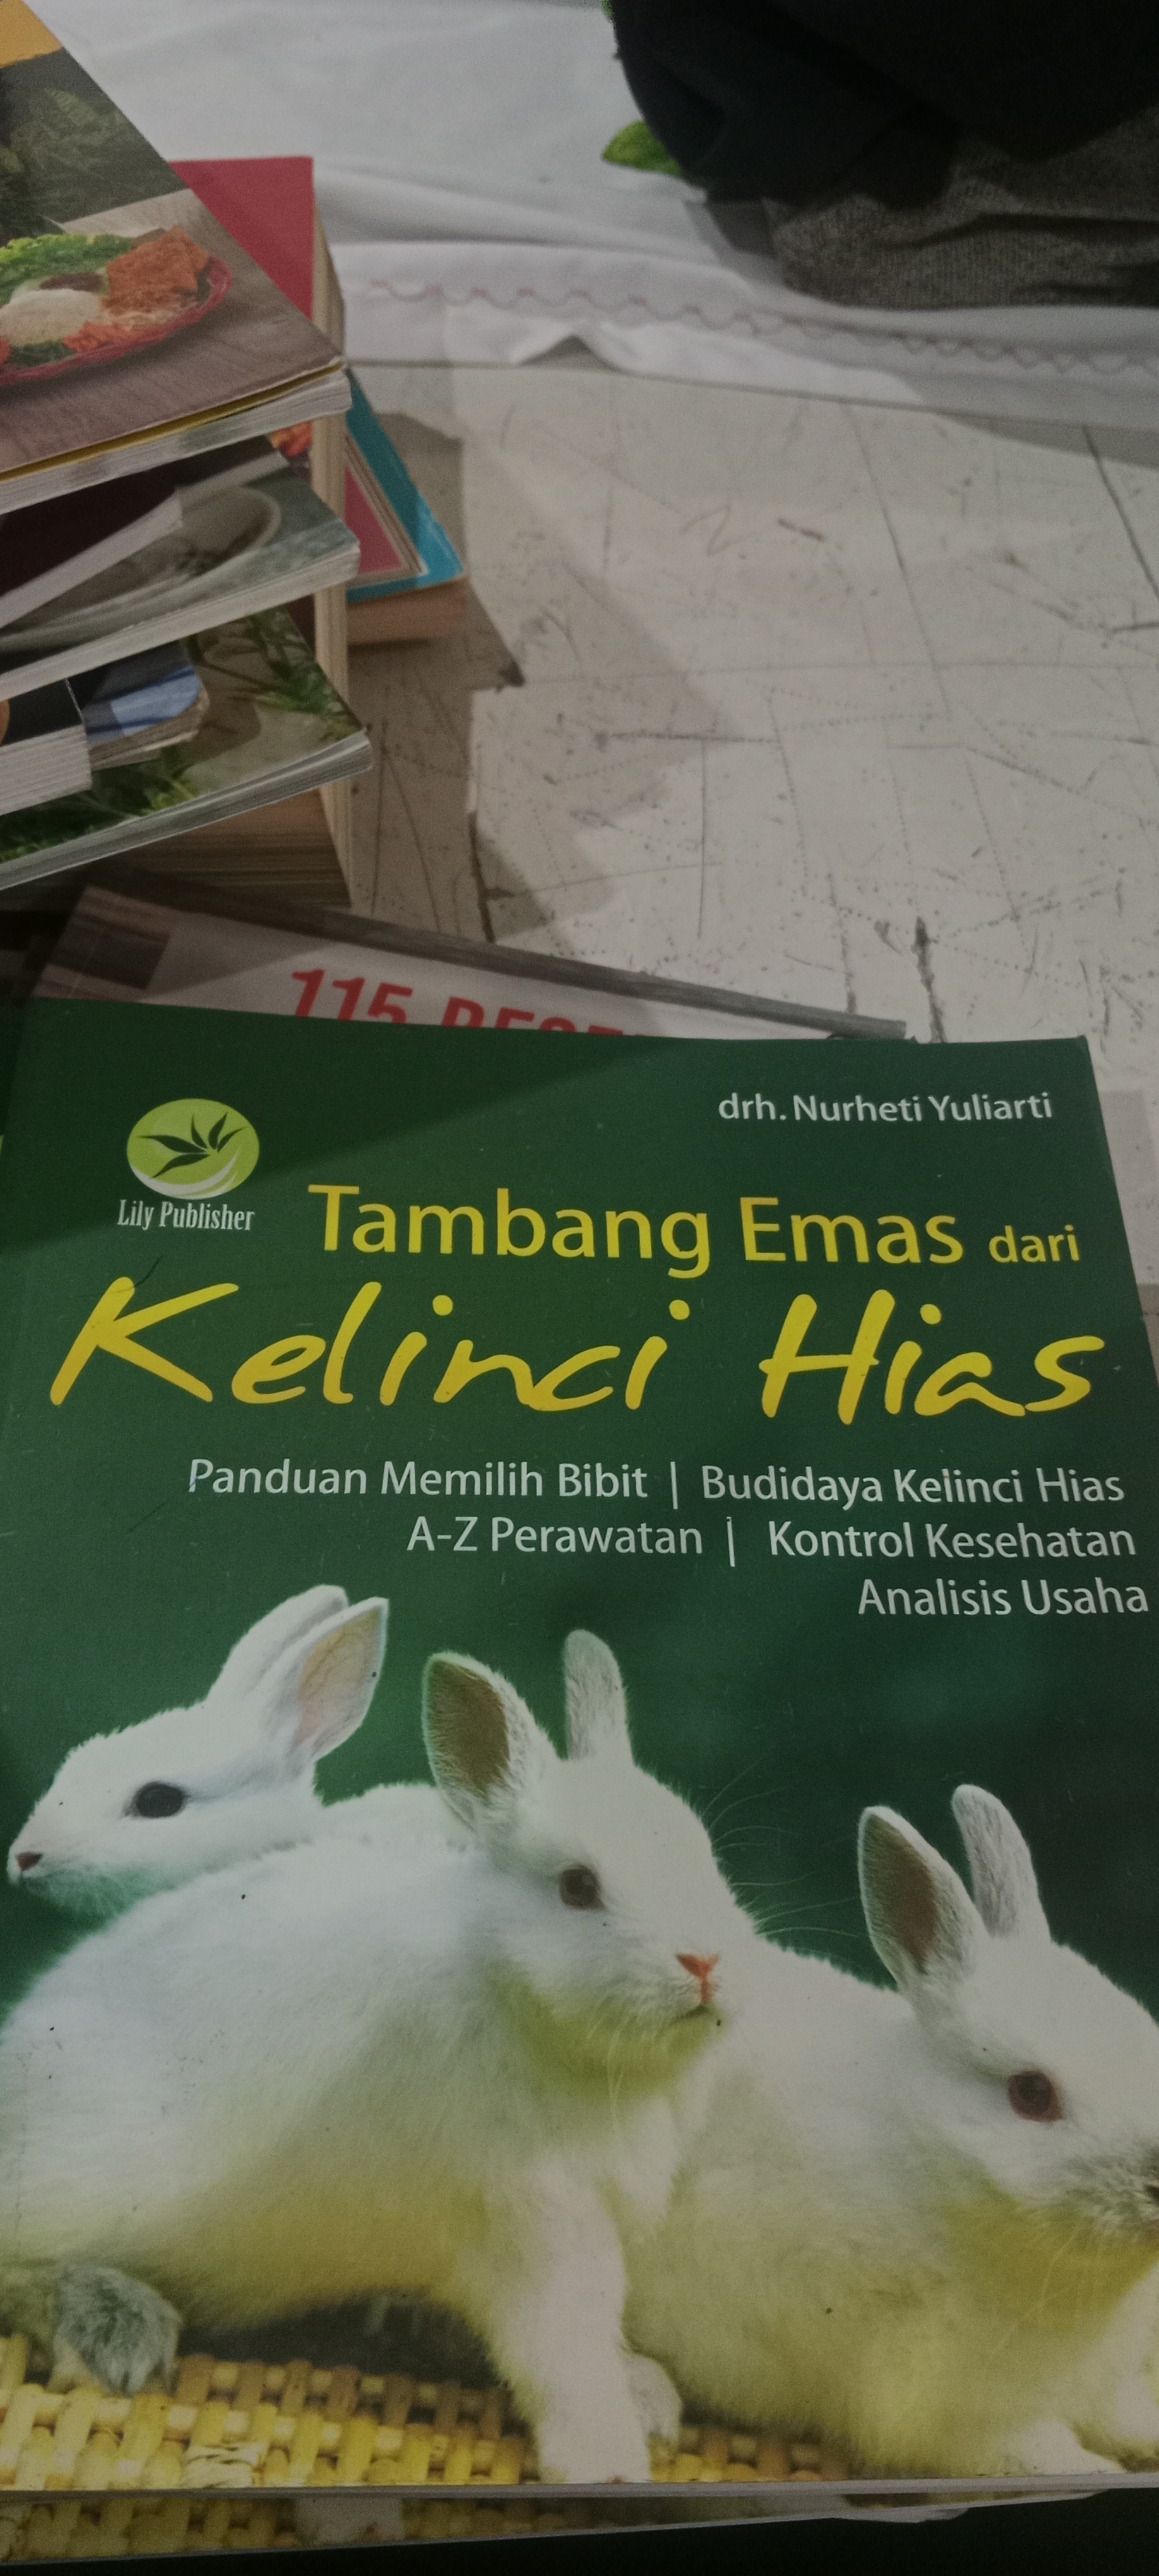 115
drh. Nurheti Yuliarti
Lily Publisher
Tambang Emas dari
Kelinci Hias
Panduan Memilih Bibit | Budidaya Kelinci Hias
A-Z Perawatan | Kontrol Kesehatan
Analisis Usaha